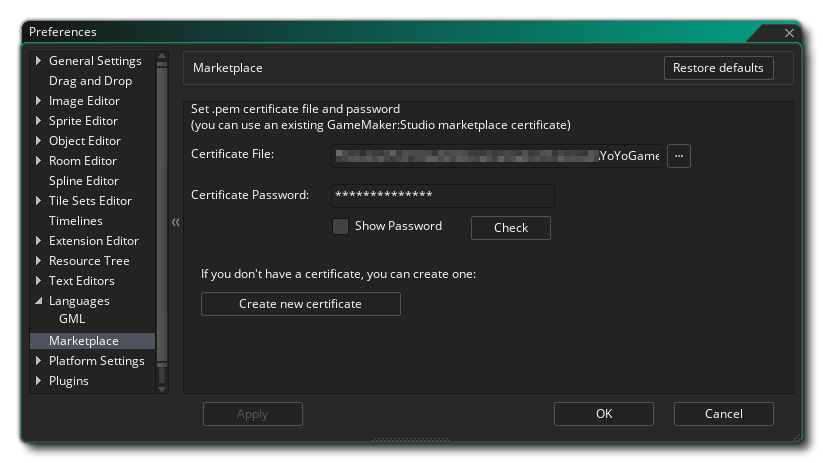 Preferences
General Settings
Drag and Drop
Image Editor
Sprite Editor
Object Editor
Room Editor
Spline Editor
Tile Sets Editor
Timelines
Extension Editor
Resource Tree
Text Editors
Languages
GML
Marketplace
Platform Settings
Plugins
Marketplace
Restore defaults
Set .pem certificate file and password
(you can use an existing GameMaker:Studio marketplace certificate)
Certificate File:
\YoYoGame
...
Certificate Password:
**************
Show Password
Check
If you don't have a certificate, you can create one:
Create new certificate
Apply
OK
Cancel